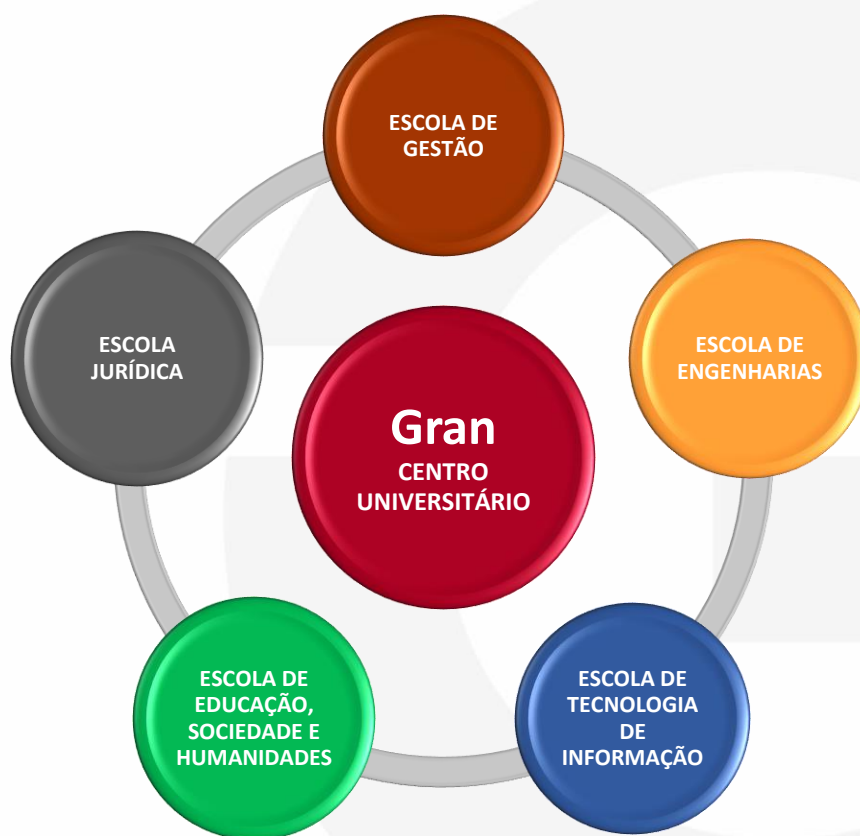 ESCOLA DE
GESTÃO
ESCOLA
JURÍDICA
ESCOLA DE
ENGENHARIAS
Gran
CENTRO
UNIVERSITÁRIO
ESCOLA DE
EDUCAÇÃO,
SOCIEDADE E
HUMANIDADES
ESCOLA DE
TECNOLOGIA
DE
INFORMAÇÃO